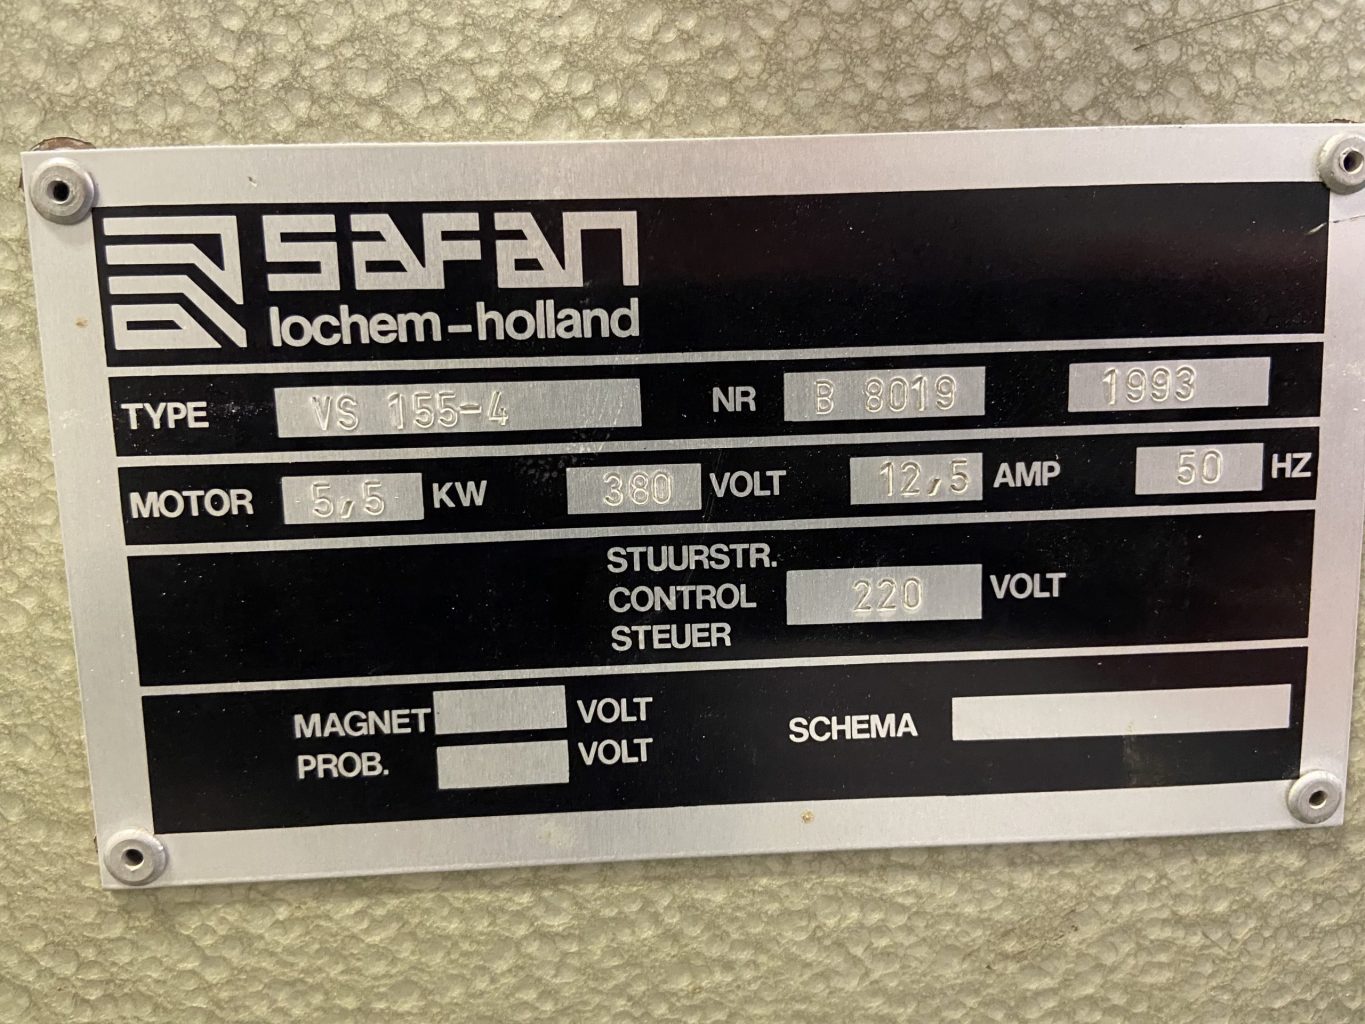 SAFAN
lochem-holland
TYPE VS 155-4 NR B 8019 1993
MOTOR 5,5 KW 380 VOLT 12,5 AMP 50 HZ
STUURSTR.
CONTROL 220 VOLT
STEUER
MAGNET VOLT SCHEMA
PROB. VOLT